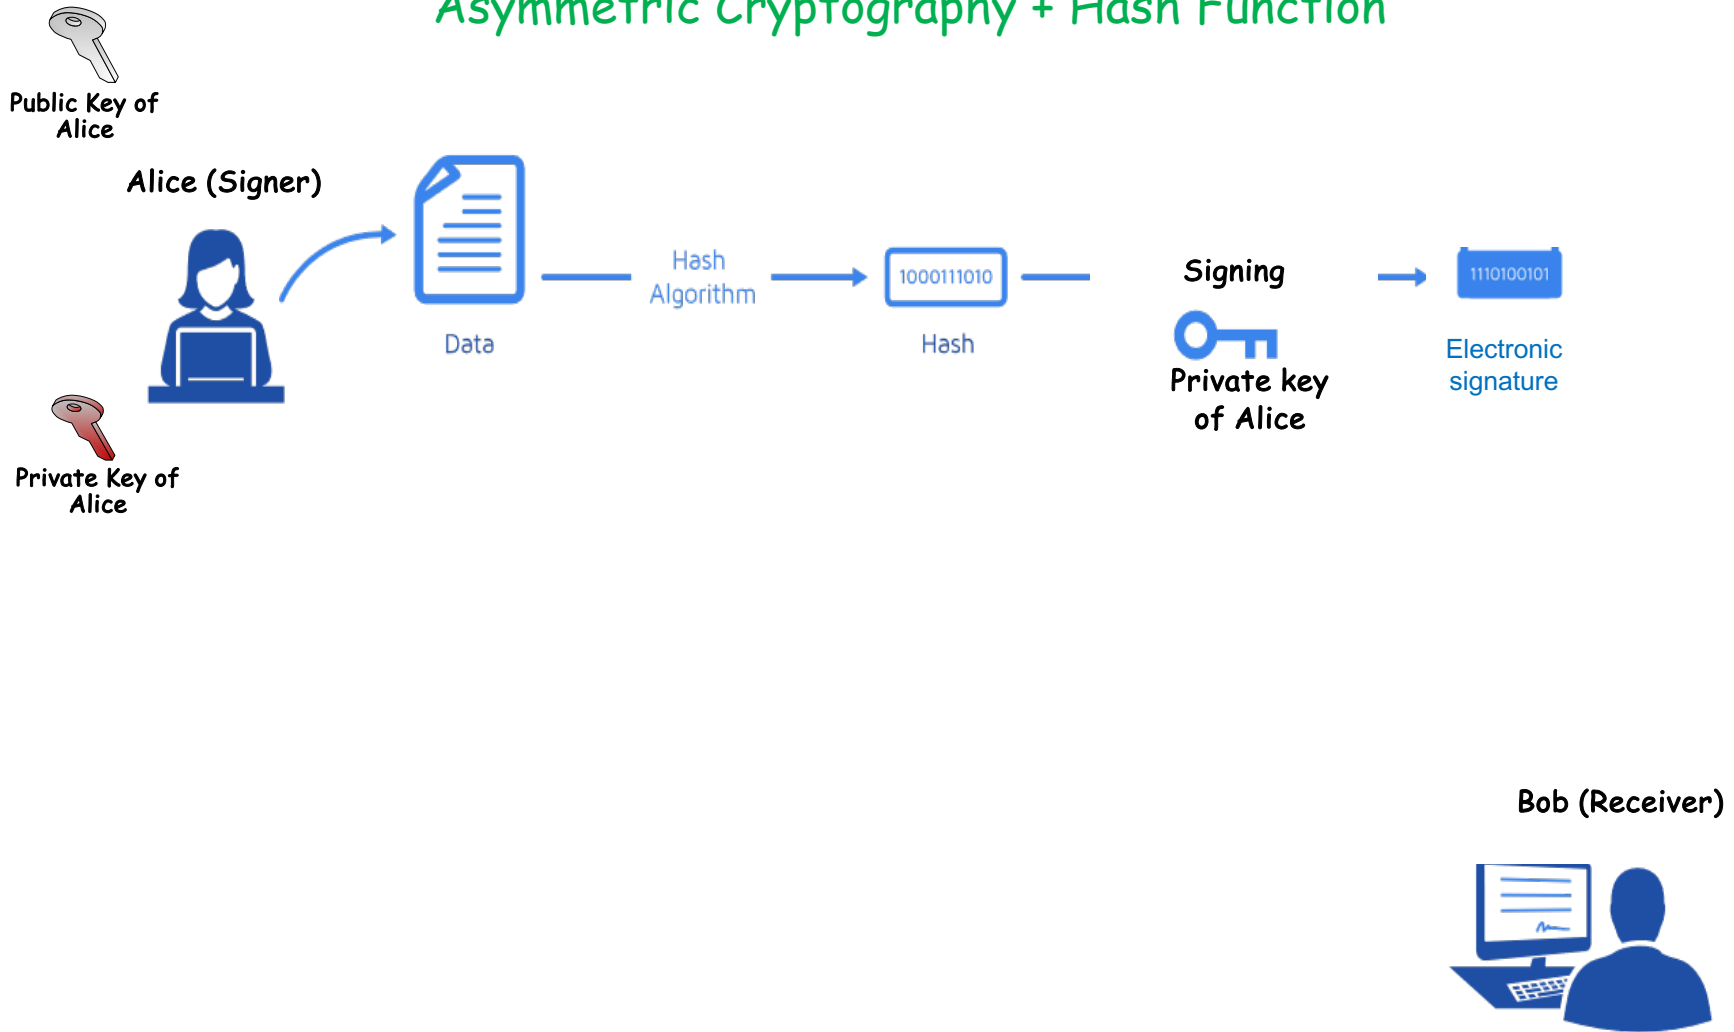 Asymmetric Cryptography + Hash Function
Public Key of
Alice
Alice (Signer)
Data
Hash
Algorithm
1000111010
Hash
Signing
Private key
of Alice
1110100101
Electronic
signature
Private Key of
Alice
Bob (Receiver)